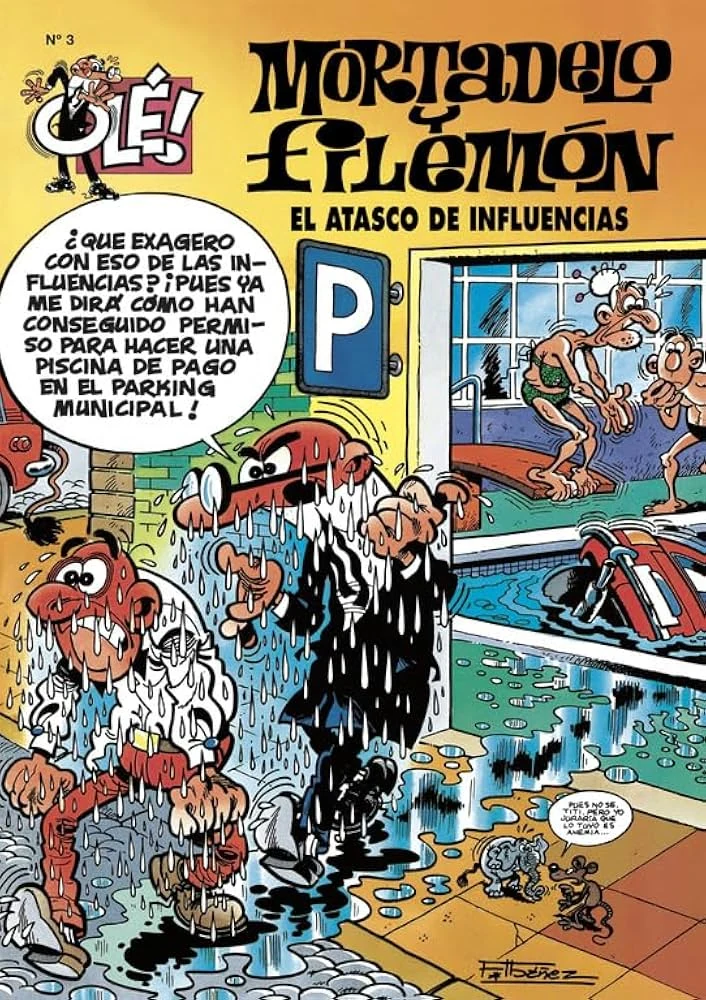 Nº 3
OLÉ!
MORTADELO
Y
FILEMÓN
EL ATASCO DE INFLUENCIAS
¿QUE EXAGERO
CON ESO DE LAS IN-
FLUENCIAS? ¡PUES YA
ME DIRÁ CÓMO HAN
CONSEGUIDO PERMI-
SO PARA HACER UNA
PISCINA DE PAGO
EN EL PARKING
MUNICIPAL!
P
PUES NO SÉ,
TITI, PERO YO
JURARÍA QUE
LO TUYO ES
ANEMIA...
F. Ibáñez